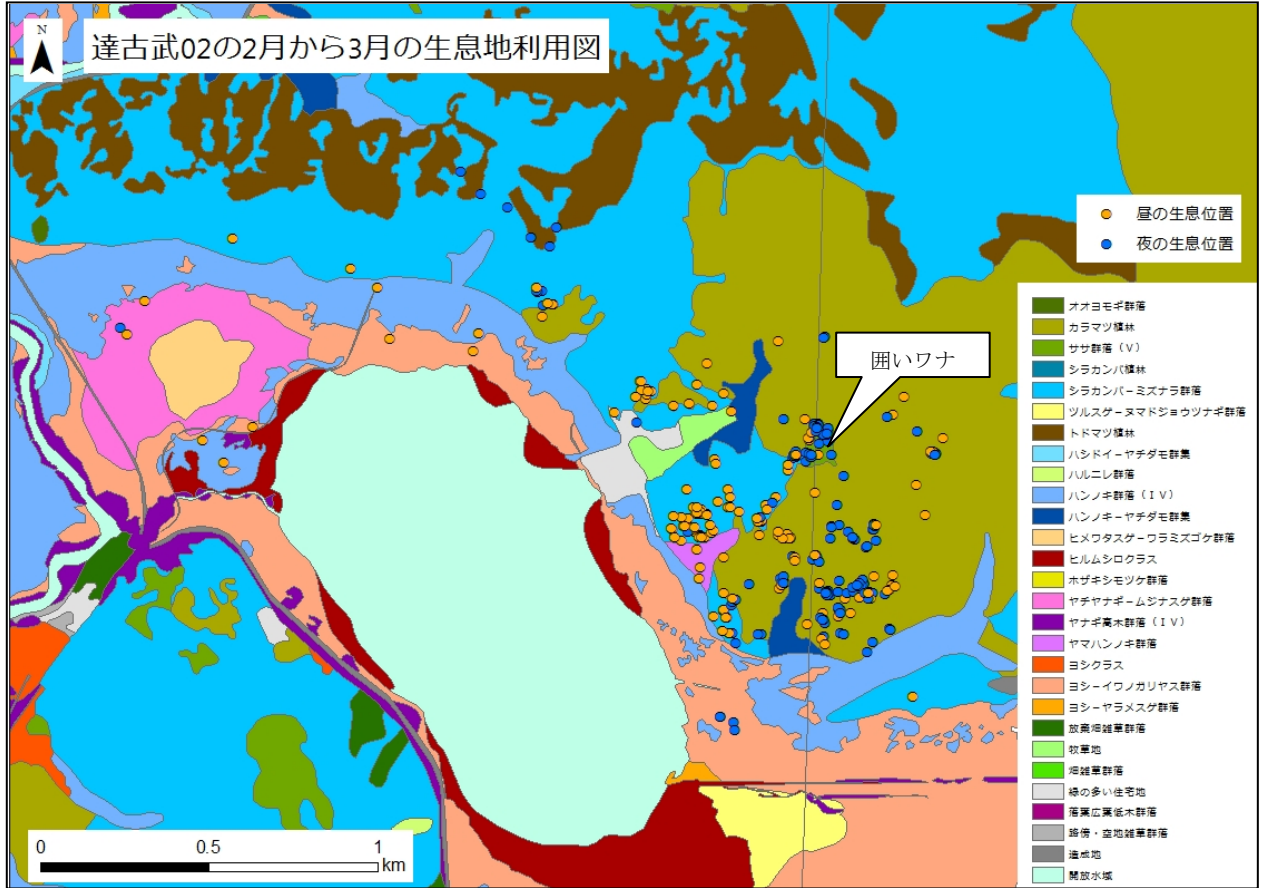 N
達古武02の2月から3月の生息地利用図
昼の生息位置
夜の生息位置
囲いワナ
オオヨモギ群落
カラマツ植林
ササ群落（V）
シラカンバ植林
シラカンバーミズナラ群落
ツルスゲーヌマドジョウツナギ群落
トドマツ植林
ハシドイーヤチダモ群集
ハルニレ群落
ハンノキ群落（IV）
ハンノキーヤチダモ群集
ヒメワタスゲーワラミズゴケ群落
ヒルムシロクラス
ホザキシモツケ群落
ヤチヤナギームジナスゲ群落
ヤナギ高木群落（IV）
ヤマハンノキ群落
ヨシクラス
ヨシーイワノガリヤス群落
ヨシーヤラメスゲ群落
放棄畑雑草群落
牧草地
畑雑草群落
緑の多い住宅地
落葉広葉低木群落
路傍・空地雑草群落
造成地
開放水域
0 0.5 1
km